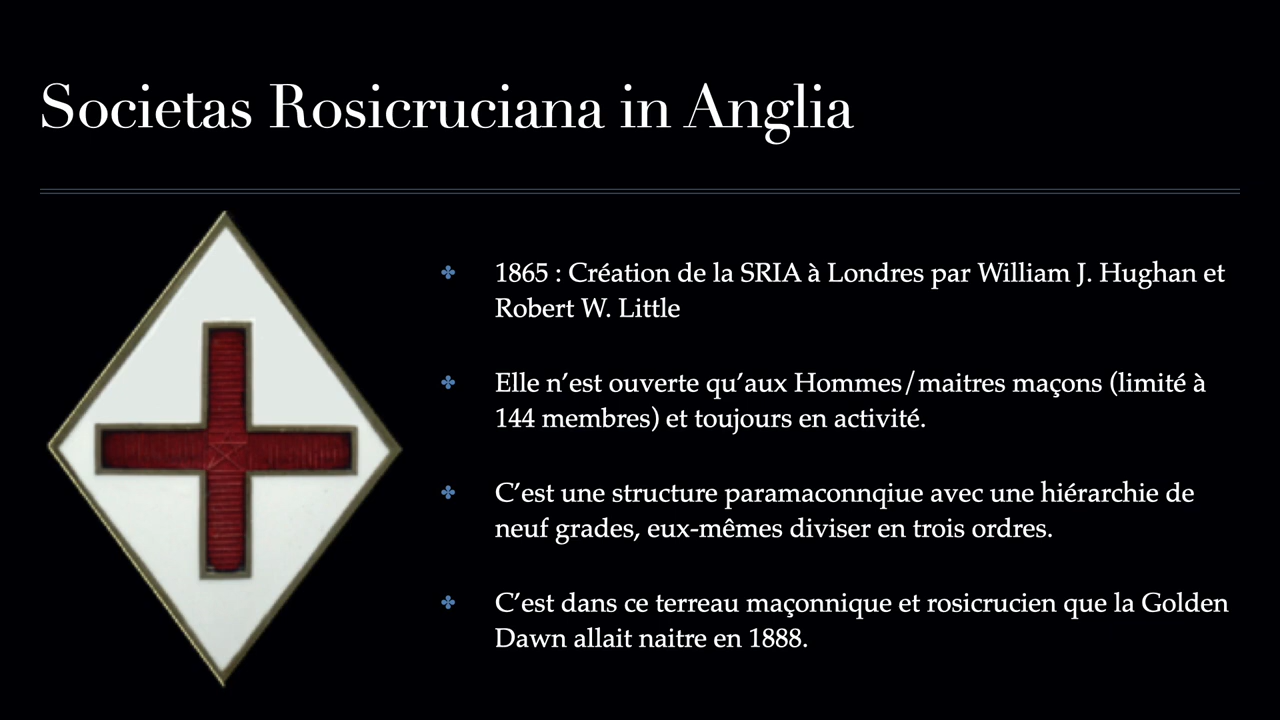 Societas Rosicruciana in Anglia
1865 : Création de la SRIA à Londres par William J. Hughan et
Robert W. Little
Elle n’est ouverte qu’aux Hommes/maitres maçons (limité à
144 membres) et toujours en activité.
C’est une structure paramaconnqiue avec une hiérarchie de
neuf grades, eux-mêmes diviser en trois ordres.
C’est dans ce terreau maçonnique et rosicrucien que la Golden
Dawn allait naitre en 1888.